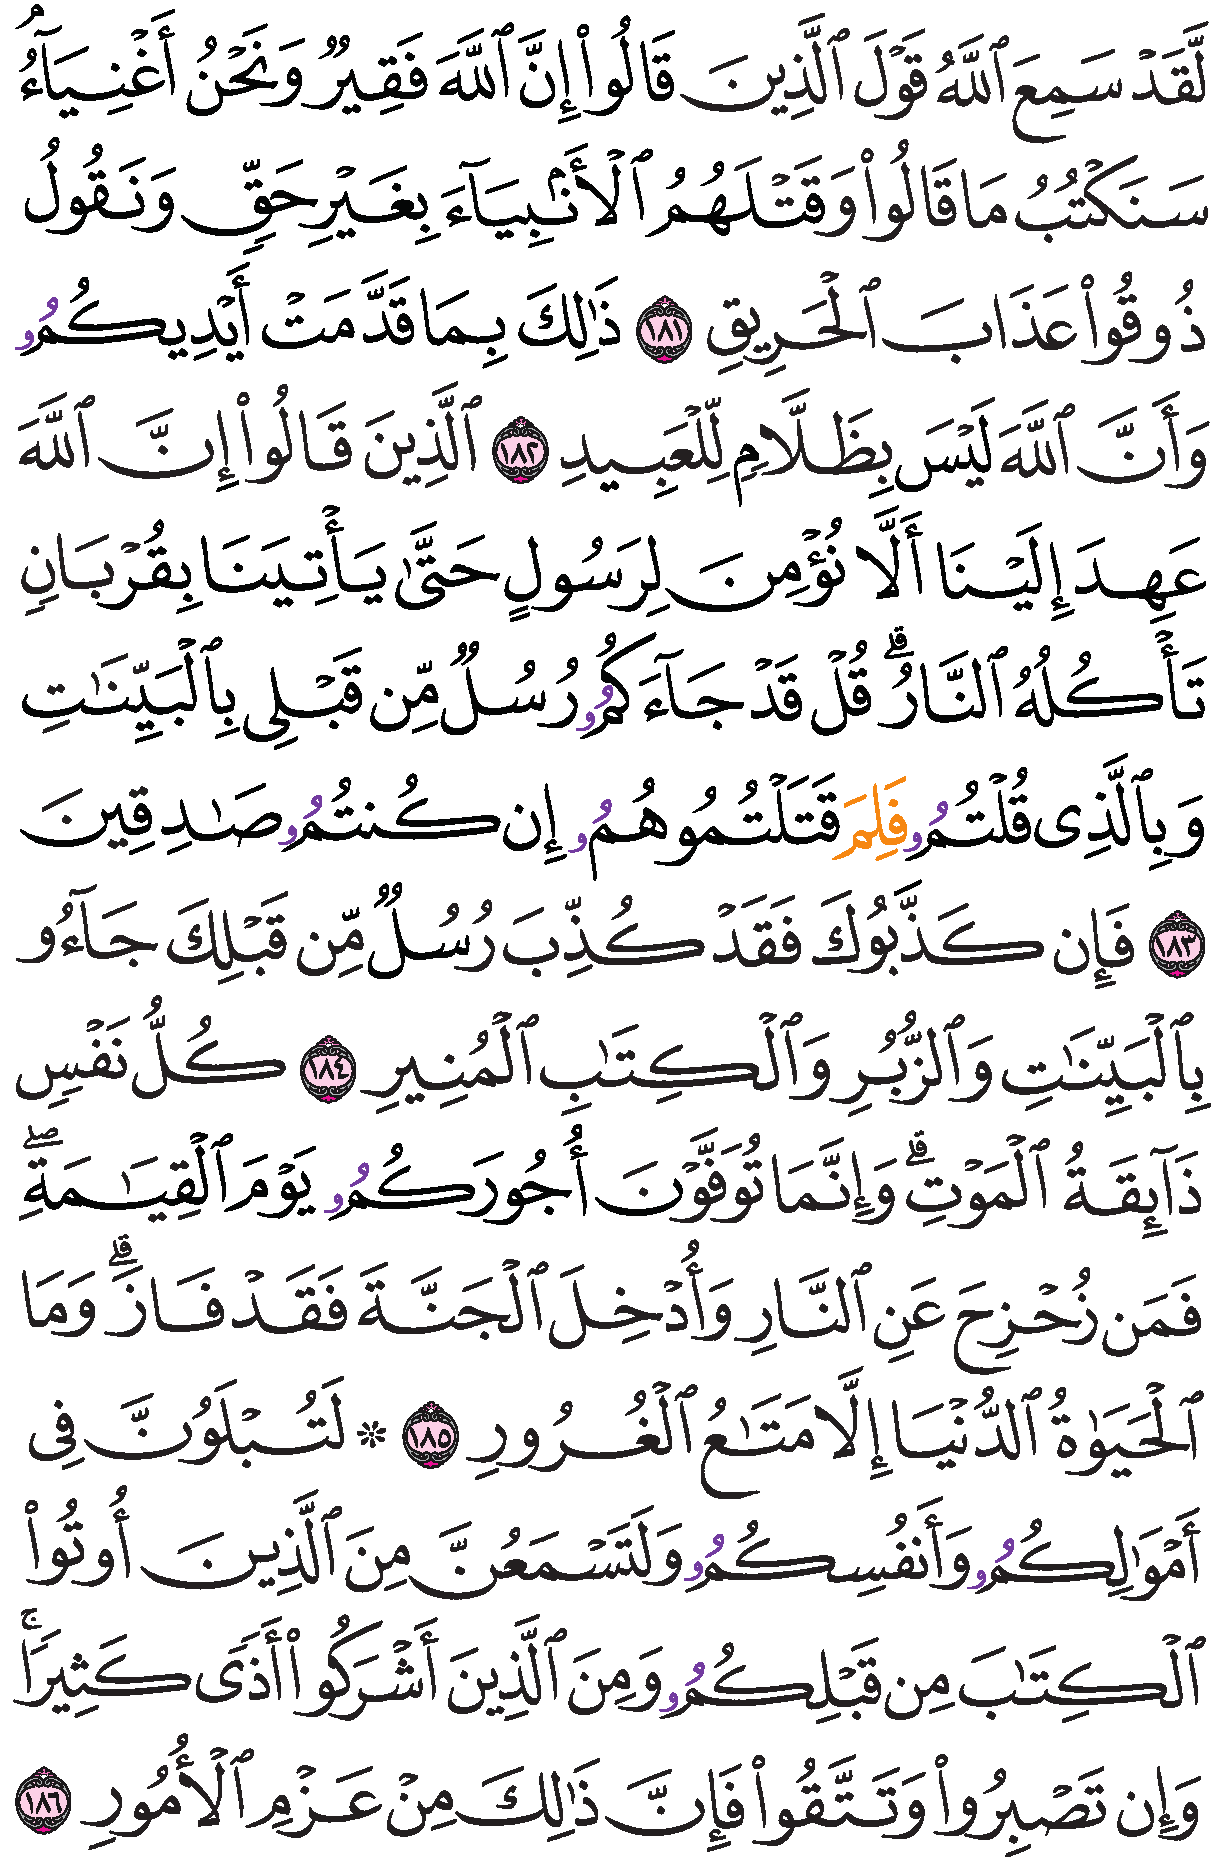 لَّقَدۡ سَمِعَ ٱللَّهُ قَوۡلَ ٱلَّذِينَ قَالُوٓاْ إِنَّ ٱللَّهَ فَقِيرٞ وَنَحۡنُ أَغۡنِيَآءُۘ
سَنَكۡتُبُ مَا قَالُواْ وَقَتۡلَهُمُ ٱلۡأَنۢبِيَآءَ بِغَيۡرِ حَقّٖ وَنَقُولُ
ذُوقُواْ عَذَابَ ٱلۡحَرِيقِ ١٨١ ذَٰلِكَ بِمَا قَدَّمَتۡ أَيۡدِيكُمُۥ
وَأَنَّ ٱللَّهَ لَيۡسَ بِظَلَّامٖ لِّلۡعَبِيدِ ١٨٢ ٱلَّذِينَ قَالُوٓاْ إِنَّ ٱللَّهَ
عَهِدَ إِلَيۡنَآ أَلَّا نُؤۡمِنَ لِرَسُولٍ حَتَّىٰ يَأۡتِيَنَا بِقُرۡبَانٖ
تَأۡكُلُهُ ٱلنَّارُۗ قُلۡ قَدۡ جَآءَكُمُۥ رُسُلٞ مِّن قَبۡلِي بِٱلۡبَيِّنَٰتِ
وَبِٱلَّذِي قُلۡتُمُۥ فَلِمَ قَتَلۡتُمُوهُمُۥ إِن كُنتُمُۥ صَٰدِقِينَ
١٨٣ فَإِن كَذَّبُوكَ فَقَدۡ كُذِّبَ رُسُلٞ مِّن قَبۡلِكَ جَآءُو
بِٱلۡبَيِّنَٰتِ وَٱلزُّبُرِ وَٱلۡكِتَٰبِ ٱلۡمُنِيرِ ١٨٤ كُلُّ نَفۡسٖ
ذَآئِقَةُ ٱلۡمَوۡتِۗ وَإِنَّمَا تُوَفَّوۡنَ أُجُورَكُمُۥ يَوۡمَ ٱلۡقِيَٰمَةِۖ
فَمَن زُحۡزِحَ عَنِ ٱلنَّارِ وَأُدۡخِلَ ٱلۡجَنَّةَ فَقَدۡ فَازَۗ وَمَا
ٱلۡحَيَوٰةُ ٱلدُّنۡيَآ إِلَّا مَتَٰعُ ٱلۡغُرُورِ ١٨٥ ۞ لَتُبۡلَوُنَّ فِيٓ
أَمۡوَٰلِكُمُۥ وَأَنفُسِكُمُۥ وَلَتَسۡمَعُنَّ مِنَ ٱلَّذِينَ أُوتُواْ
ٱلۡكِتَٰبَ مِن قَبۡلِكُمُۥ وَمِنَ ٱلَّذِينَ أَشۡرَكُوٓاْ أَذٗى كَثِيرٗاۚ
وَإِن تَصۡبِرُواْ وَتَتَّقُواْ فَإِنَّ ذَٰلِكَ مِنۡ عَزۡمِ ٱلۡأُمُورِ ١٨٦